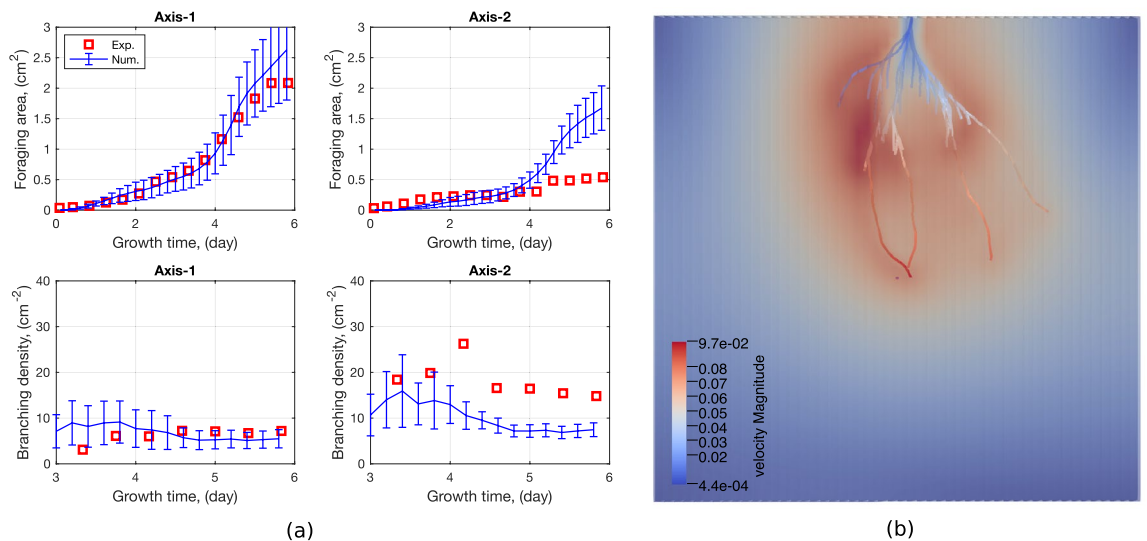 Axis-1
Foraging area, (cm2)
3
2.5
2
1.5
1
0.5
0
Exp.
Num.
0
2
4
6
Growth time, (day)
Axis-2
Foraging area, (cm2)
3
2.5
2
1.5
1
0.5
0
0
2
4
6
Growth time, (day)
Axis-1
Branching density, (cm-2)
40
30
20
10
0
3
4
5
6
Growth time, (day)
Axis-2
Branching density, (cm-2)
40
30
20
10
0
3
4
5
6
Growth time, (day)
(a)
9.7e-02
0.08
0.06
0.05
0.04
0.03
0.02
4.4e-04
velocity Magnitude
(b)